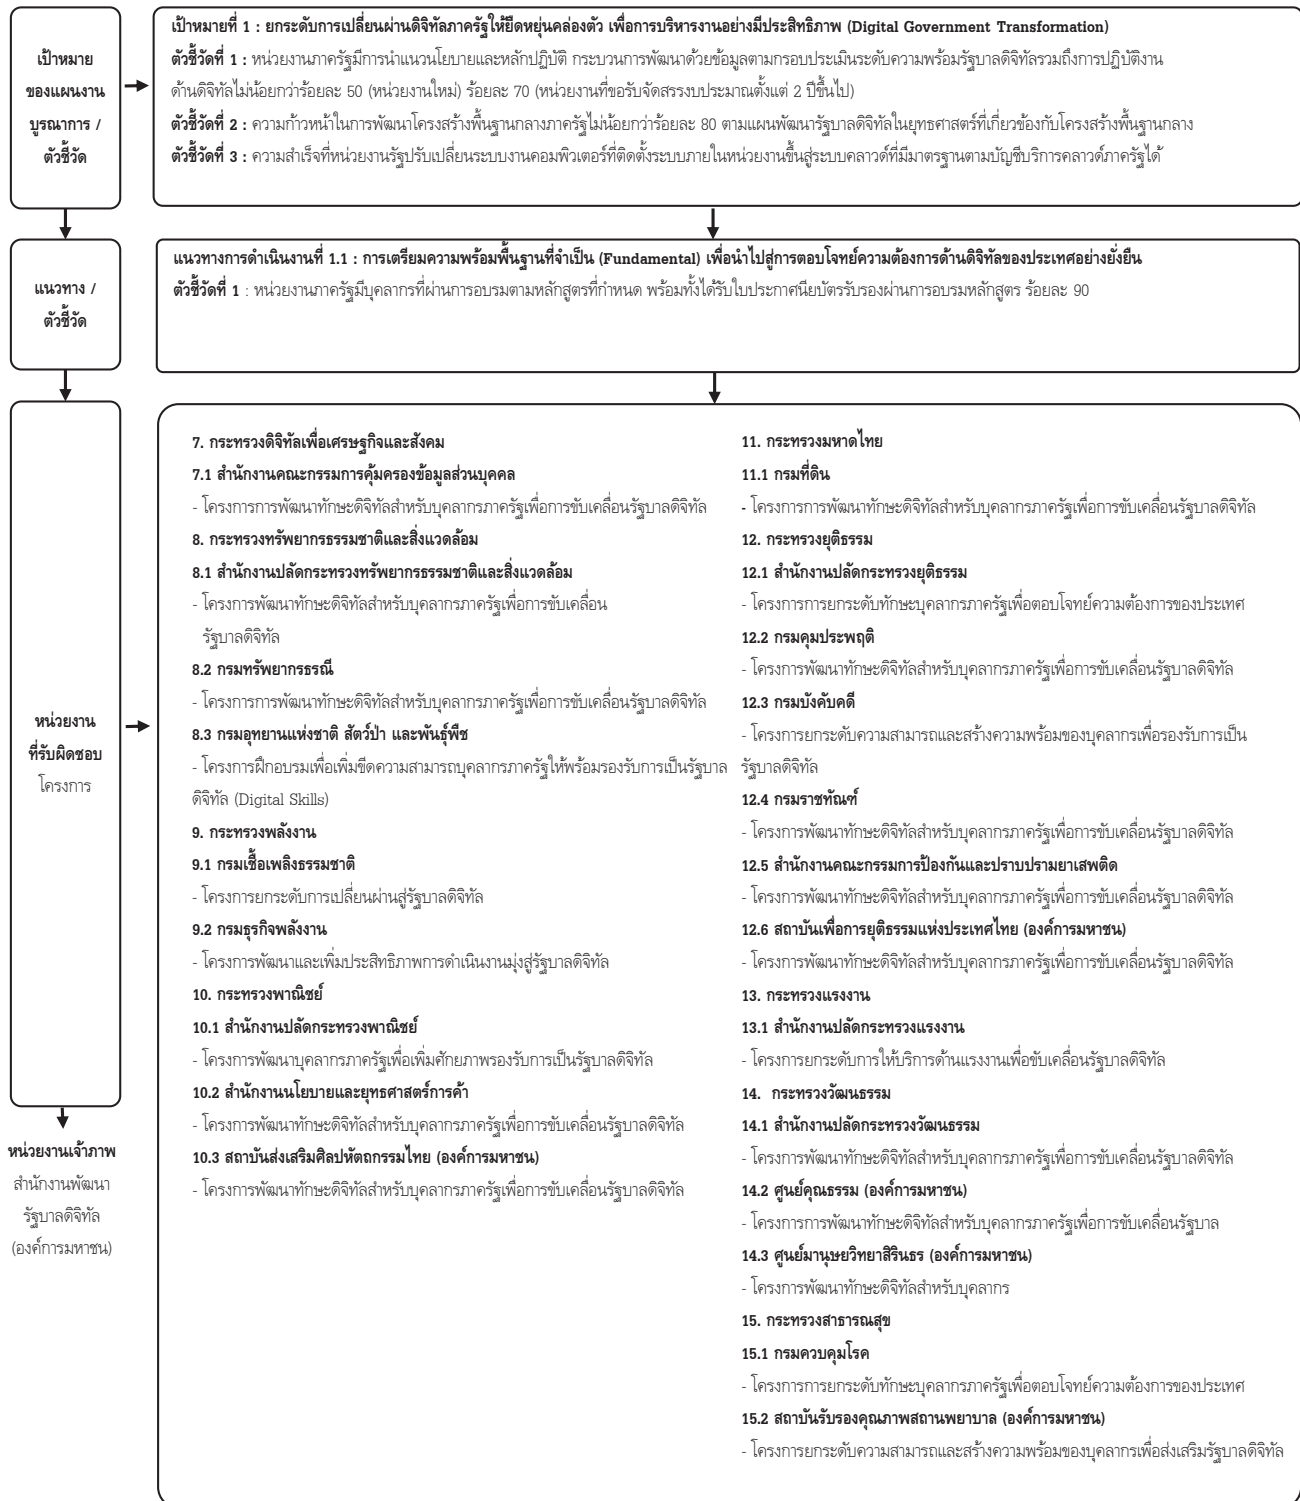 เป้าหมาย
ของแผนงาน
บูรณาการ /
ตัวชี้วัด
เป้าหมายที่ 1 : ยกระดับการเปลี่ยนผ่านดิจิทัลภาครัฐให้ยืดหยุ่นคล่องตัว เพื่อการบริหารงานอย่างมีประสิทธิภาพ (Digital Government Transformation)
ตัวชี้วัดที่ 1 : หน่วยงานภาครัฐมีการนำแนวนโยบายและหลักปฏิบัติ กระบวนการพัฒนาด้วยข้อมูลตามกรอบประเมินระดับความพร้อมรัฐบาลดิจิทัลรวมถึงการปฏิบัติงาน
ด้านดิจิทัลไม่น้อยกว่าร้อยละ 50 (หน่วยงานใหม่) ร้อยละ 70 (หน่วยงานที่ขอรับจัดสรรงบประมาณตั้งแต่ 2 ปีขึ้นไป)
ตัวชี้วัดที่ 2 : ความก้าวหน้าในการพัฒนาโครงสร้างพื้นฐานกลางภาครัฐไม่น้อยกว่าร้อยละ 80 ตามแผนพัฒนารัฐบาลดิจิทัลในยุทธศาสตร์ที่เกี่ยวข้องกับโครงสร้างพื้นฐานกลาง
ตัวชี้วัดที่ 3 : ความสำเร็จที่หน่วยงานรัฐปรับเปลี่ยนระบบงานคอมพิวเตอร์ที่ติดตั้งระบบภายในหน่วยงานขึ้นสู่ระบบคลาวด์ที่มีมาตรฐานตามบัญชีบริการคลาวด์ภาครัฐได้
แนวทาง /
ตัวชี้วัด
แนวทางการดำเนินงานที่ 1.1 : การเตรียมความพร้อมพื้นฐานที่จำเป็น (Fundamental) เพื่อนำไปสู่การตอบโจทย์ความต้องการด้านดิจิทัลของประเทศอย่างยั่งยืน
ตัวชี้วัดที่ 1 : หน่วยงานภาครัฐมีบุคลากรที่ผ่านการอบรมตามหลักสูตรที่กำหนด พร้อมทั้งได้รับใบประกาศนียบัตรรับรองผ่านการอบรมหลักสูตร ร้อยละ 90
หน่วยงาน
ที่รับผิดชอบ
โครงการ
หน่วยงานเจ้าภาพ
สำนักงานพัฒนา
รัฐบาลดิจิทัล
(องค์การมหาชน)
7. กระทรวงดิจิทัลเพื่อเศรษฐกิจและสังคม
7.1 สำนักงานคณะกรรมการคุ้มครองข้อมูลส่วนบุคคล
- โครงการการพัฒนาทักษะดิจิทัลสำหรับบุคลากรภาครัฐเพื่อการขับเคลื่อนรัฐบาลดิจิทัล
8. กระทรวงทรัพยากรธรรมชาติและสิ่งแวดล้อม
8.1 สำนักงานปลัดกระทรวงทรัพยากรธรรมชาติและสิ่งแวดล้อม
- โครงการพัฒนาทักษะดิจิทัลสำหรับบุคลากรภาครัฐเพื่อการขับเคลื่อน
รัฐบาลดิจิทัล
8.2 กรมทรัพยากรธรณี
- โครงการการพัฒนาทักษะดิจิทัลสำหรับบุคลากรภาครัฐเพื่อการขับเคลื่อนรัฐบาลดิจิทัล
8.3 กรมอุทยานแห่งชาติ สัตว์ป่า และพันธุ์พืช
- โครงการฝึกอบรมเพื่อเพิ่มขีดความสามารถบุคลากรภาครัฐให้พร้อมรองรับการเป็นรัฐบาล
ดิจิทัล (Digital Skills)
9. กระทรวงพลังงาน
9.1 กรมเชื้อเพลิงธรรมชาติ
- โครงการยกระดับการเปลี่ยนผ่านสู่รัฐบาลดิจิทัล
9.2 กรมธุรกิจพลังงาน
- โครงการพัฒนาและเพิ่มประสิทธิภาพการดำเนินงานมุ่งสู่รัฐบาลดิจิทัล
10. กระทรวงพาณิชย์
10.1 สำนักงานปลัดกระทรวงพาณิชย์
- โครงการพัฒนาบุคลากรภาครัฐเพื่อเพิ่มศักยภาพรองรับการเป็นรัฐบาลดิจิทัล
10.2 สำนักงานนโยบายและยุทธศาสตร์การค้า
- โครงการพัฒนาทักษะดิจิทัลสำหรับบุคลากรภาครัฐเพื่อการขับเคลื่อนรัฐบาลดิจิทัล
10.3 สถาบันส่งเสริมศิลปหัตถกรรมไทย (องค์การมหาชน)
- โครงการพัฒนาทักษะดิจิทัลสำหรับบุคลากรภาครัฐเพื่อการขับเคลื่อนรัฐบาลดิจิทัล
11. กระทรวงมหาดไทย
11.1 กรมที่ดิน
- โครงการการพัฒนาทักษะดิจิทัลสำหรับบุคลากรภาครัฐเพื่อการขับเคลื่อนรัฐบาลดิจิทัล
12. กระทรวงยุติธรรม
12.1 สำนักงานปลัดกระทรวงยุติธรรม
- โครงการการยกระดับทักษะบุคลากรภาครัฐเพื่อตอบโจทย์ความต้องการของประเทศ
12.2 กรมคุมประพฤติ
- โครงการพัฒนาทักษะดิจิทัลสำหรับบุคลากรภาครัฐเพื่อการขับเคลื่อนรัฐบาลดิจิทัล
12.3 กรมบังคับคดี
- โครงการยกระดับความสามารถและสร้างความพร้อมของบุคลากรเพื่อรองรับการเป็น
รัฐบาลดิจิทัล
12.4 กรมราชทัณฑ์
- โครงการพัฒนาทักษะดิจิทัลสำหรับบุคลากรภาครัฐเพื่อการขับเคลื่อนรัฐบาลดิจิทัล
12.5 สำนักงานคณะกรรมการป้องกันและปราบปรามยาเสพติด
- โครงการพัฒนาทักษะดิจิทัลสำหรับบุคลากรภาครัฐเพื่อการขับเคลื่อนรัฐบาลดิจิทัล
12.6 สถาบันเพื่อการยุติธรรมแห่งประเทศไทย (องค์การมหาชน)
- โครงการพัฒนาทักษะดิจิทัลสำหรับบุคลากรภาครัฐเพื่อการขับเคลื่อนรัฐบาลดิจิทัล
13. กระทรวงแรงงาน
13.1 สำนักงานปลัดกระทรวงแรงงาน
- โครงการยกระดับการให้บริการด้านแรงงานเพื่อขับเคลื่อนรัฐบาลดิจิทัล
14. กระทรวงวัฒนธรรม
14.1 สำนักงานปลัดกระทรวงวัฒนธรรม
- โครงการพัฒนาทักษะดิจิทัลสำหรับบุคลากรภาครัฐเพื่อการขับเคลื่อนรัฐบาลดิจิทัล
14.2 ศูนย์คุณธรรม (องค์การมหาชน)
- โครงการการพัฒนาทักษะดิจิทัลสำหรับบุคลากรภาครัฐเพื่อการขับเคลื่อนรัฐบาล
14.3 ศูนย์มานุษยวิทยาสิรินธร (องค์การมหาชน)
- โครงการพัฒนาทักษะดิจิทัลสำหรับบุคลากร
15. กระทรวงสาธารณสุข
15.1 กรมควบคุมโรค
- โครงการการยกระดับทักษะบุคลากรภาครัฐเพื่อตอบโจทย์ความต้องการของประเทศ
15.2 สถาบันรับรองคุณภาพสถานพยาบาล (องค์การมหาชน)
- โครงการยกระดับความสามารถและสร้างความพร้อมของบุคลากรเพื่อส่งเสริมรัฐบาลดิจิทัล